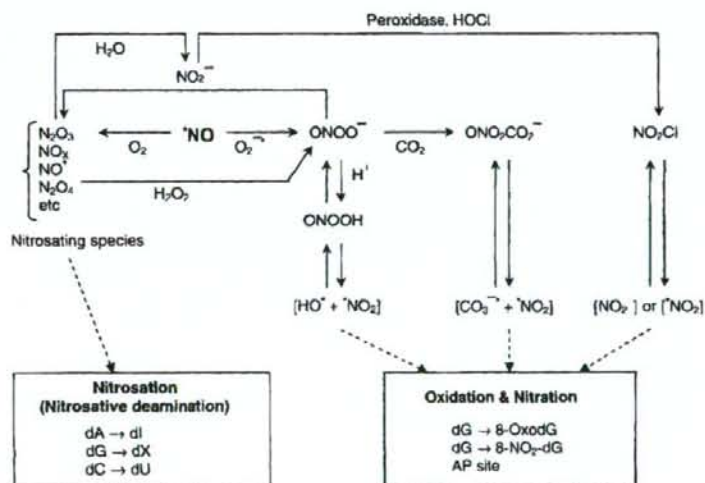 Peroxidase, HOCl
H₂O
NO₂⁻
N₂O₃
NOx
NO⁺
N₂O₄
etc
O₂
•NO
O₂•⁻
ONOO⁻
CO₂
ONO₂CO₂⁻
NO₂Cl
H₂O₂
H⁺
ONOOH
Nitrosating species
[HO• + •NO₂]
[CO₃•⁻ + •NO₂]
[NO₂] or [•NO₂]
Nitrosation
(Nitrosative deamination)
dA → dI
dG → dX
dC → dU
Oxidation & Nitration
dG → 8-OxodG
dG → 8-NO₂-dG
AP site